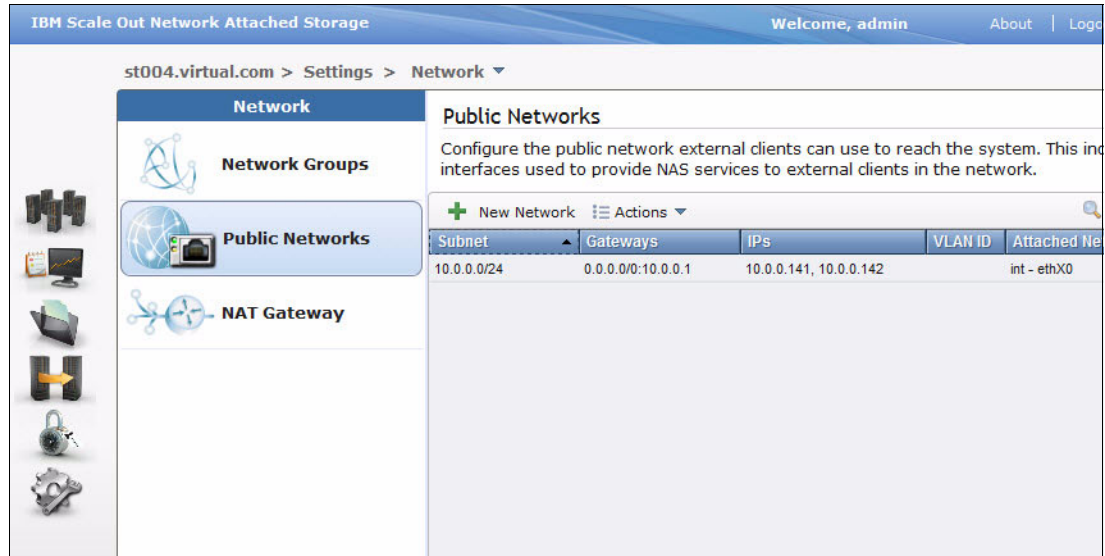 IBM Scale Out Network Attached Storage
Welcome, admin
About | Logo
st004.virtual.com > Settings > Network
Network
Network Groups
Public Networks
NAT Gateway
Public Networks
Configure the public network external clients can use to reach the system. This inc
interfaces used to provide NAS services to external clients in the network.
New Network Actions
Subnet Gateways IPs VLAN ID Attached Ne
10.0.0.0/24 0.0.0.0/0:10.0.0.1 10.0.0.141, 10.0.0.142 int - ethX0